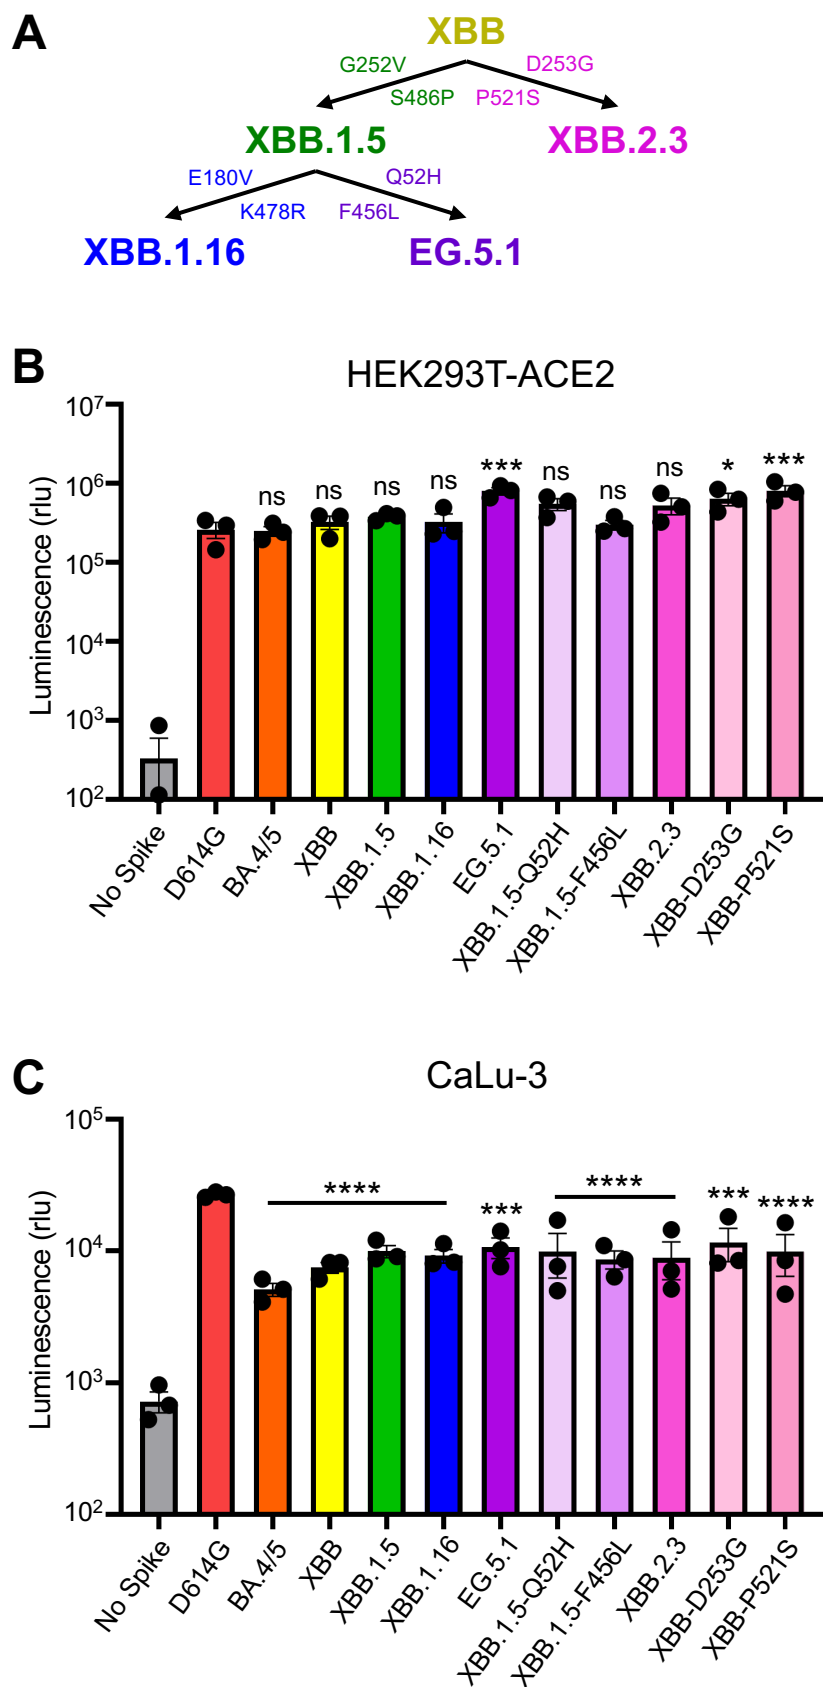 A
XBB
G252V D253G
S486P P521S
XBB.1.5 XBB.2.3
E180V Q52H
K478R F456L
XBB.1.16 EG.5.1
B
HEK293T-ACE2
Luminescence (rlu)
10⁷
10⁶
10⁵
10⁴
10³
10²
ns ns ns ns *** ns ns ns * ***
No Spike
D614G
BA.4/5
XBB
XBB.1.5
XBB.1.16
EG.5.1
XBB.1.5-Q52H
XBB.1.5-F456L
XBB.2.3
XBB-D253G
XBB-P521S
C
CaLu-3
Luminescence (rlu)
10⁵
10⁴
10³
10²
**** *** **** *** ****
No Spike
D614G
BA.4/5
XBB
XBB.1.5
XBB.1.16
EG.5.1
XBB.1.5-Q52H
XBB.1.5-F456L
XBB.2.3
XBB-D253G
XBB-P521S